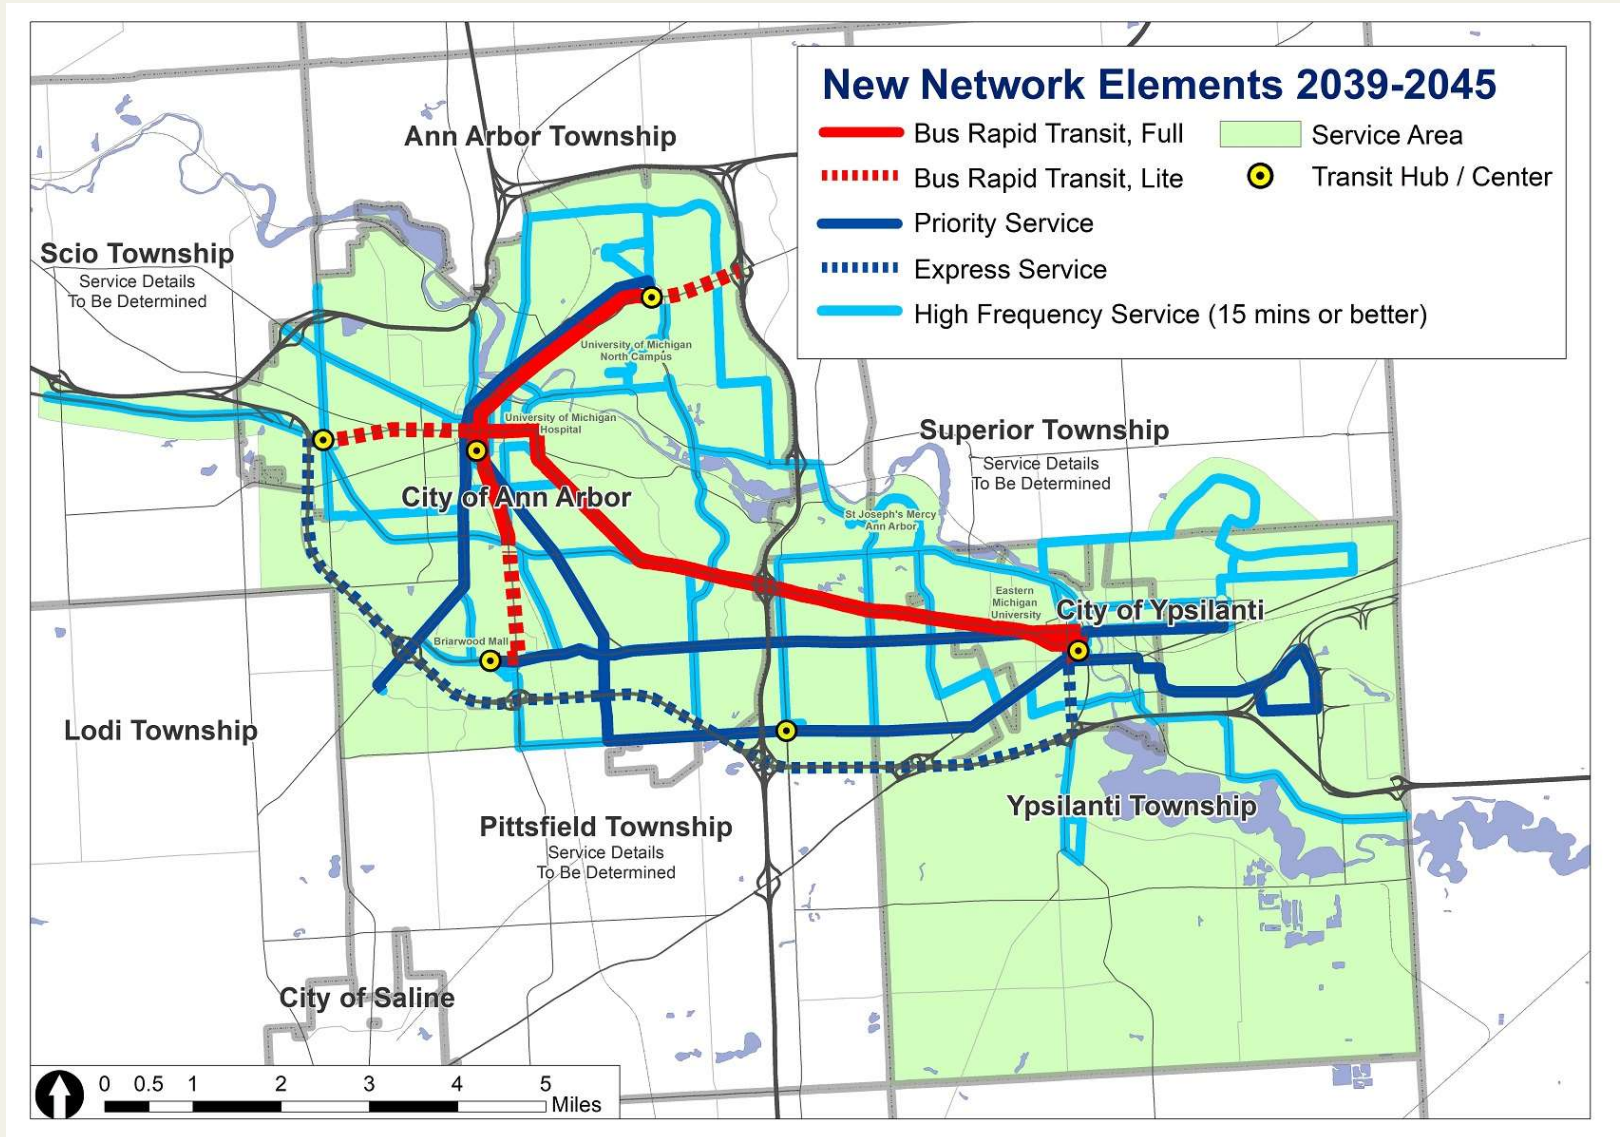 New Network Elements 2039-2045
Bus Rapid Transit, Full
Bus Rapid Transit, Lite
Priority Service
Express Service
High Frequency Service (15 mins or better)
Service Area
Transit Hub / Center
Ann Arbor Township
Scio Township
Service Details
To Be Determined
University of Michigan
North Campus
University of Michigan
Hospital
Superior Township
Service Details
To Be Determined
City of Ann Arbor
St Joseph's Mercy
Ann Arbor
Eastern
Michigan
University
City of Ypsilanti
Briarwood Mall
Lodi Township
Ypsilanti Township
Pittsfield Township
Service Details
To Be Determined
City of Saline
0 0.5 1 2 3 4 5
Miles